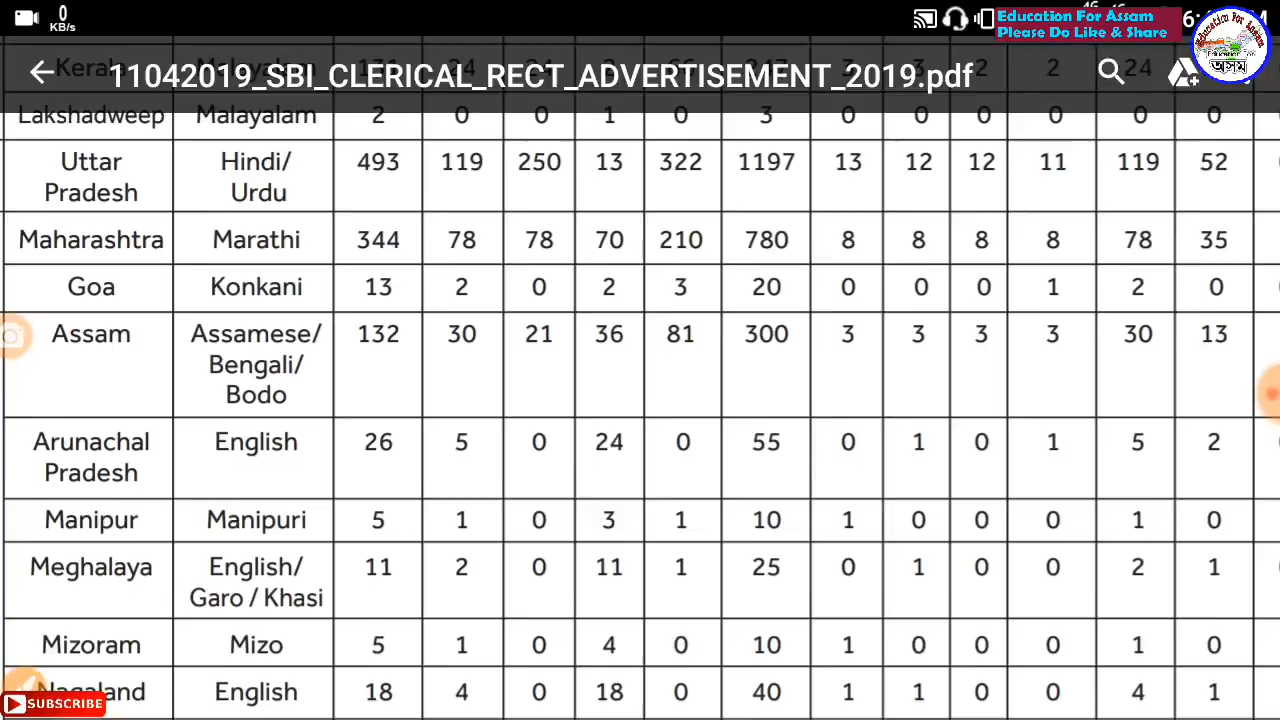 0
KB/s
Education For Assam
Please Do Like & Share
11042019_SBI_CLERICAL_RECT_ADVERTISEMENT_2019.pdf
Education For Assam
অসম
Lakshadweep Malayalam 2 0 0 1 0 3 0 0 0 0 0 0
Uttar Pradesh Hindi/ Urdu 493 119 250 13 322 1197 13 12 12 11 119 52
Maharashtra Marathi 344 78 78 70 210 780 8 8 8 8 78 35
Goa Konkani 13 2 0 2 3 20 0 0 0 1 2 0
Assam Assamese/ Bengali/ Bodo 132 30 21 36 81 300 3 3 3 3 30 13
Arunachal Pradesh English 26 5 0 24 0 55 0 1 0 1 5 2
Manipur Manipuri 5 1 0 3 1 10 1 0 0 0 1 0
Meghalaya English/ Garo / Khasi 11 2 0 11 1 25 0 1 0 0 2 1
Mizoram Mizo 5 1 0 4 0 10 1 0 0 0 1 0
Nagaland English 18 4 0 18 0 40 1 1 0 0 4 1
SUBSCRIBE